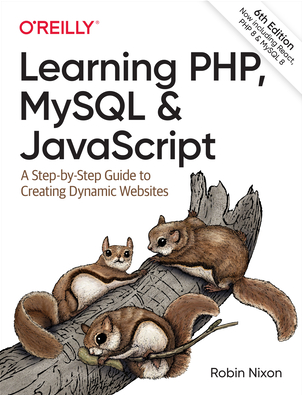 O'REILLY®
6th Edition
Now including React,
PHP 8 & MySQL 8
Learning PHP,
MySQL &
JavaScript
A Step-by-Step Guide to
Creating Dynamic Websites
Robin Nixon